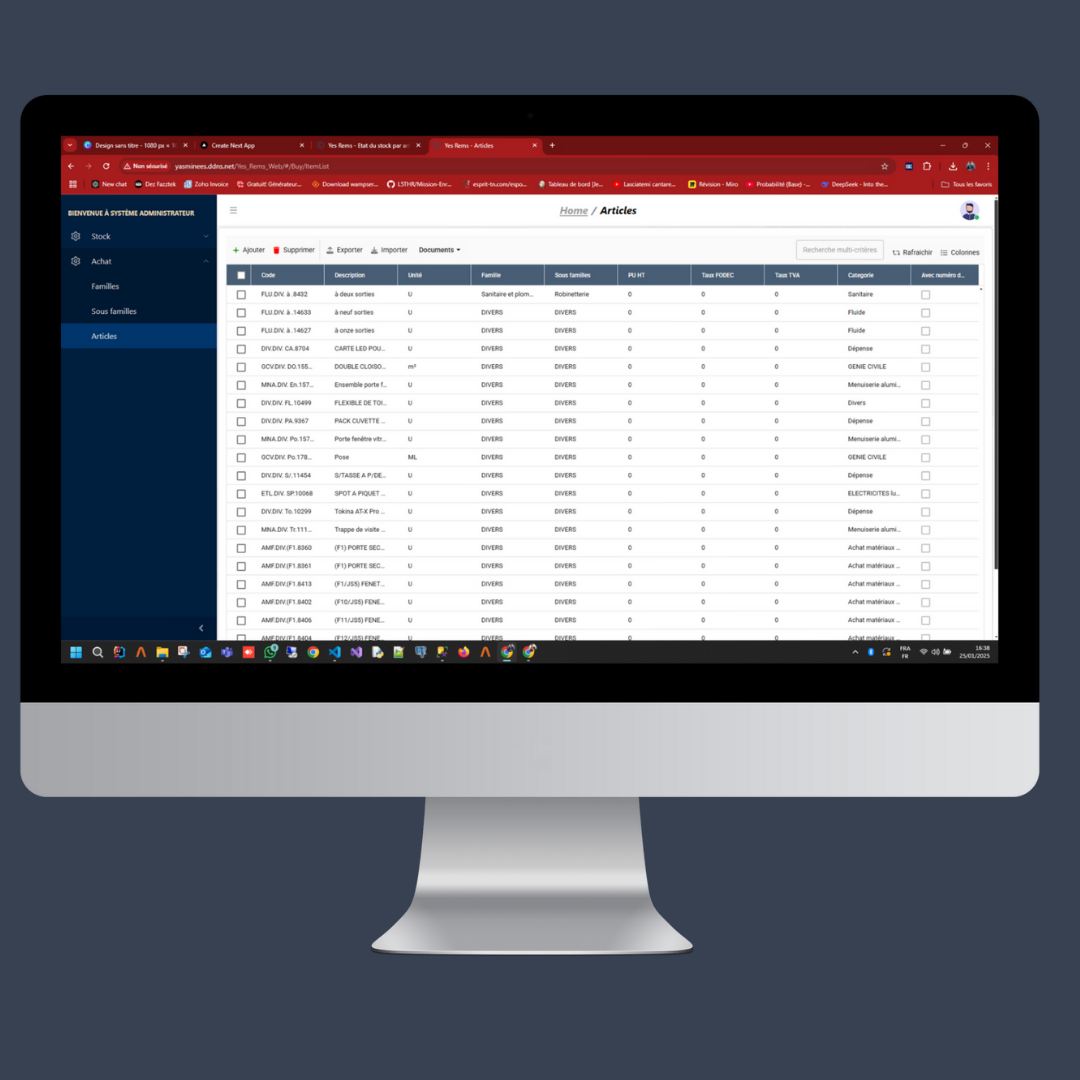 Design sans titre - 1080 px × 1 Create Next App Yes Rems - Etat du stock par ar Yes Rems - Articles
Non sécurisé yasminees.ddns.net/Yes_Rems_Web/#/Buy/ItemList
New chat Dez Fazztek Zoho Invoice Gratuit! Générateur... Download wampser... L5THR/Mission-Enc... esprit-tn.com/espo... Tableau de bord (Je... Lasciatemi cantare... Révision - Miro Probabilité (Base) -... DeepSeek - Into the... Tous les favoris
BIENVENUE À SYSTÈME ADMINISTRATEUR
Stock
Achat
Familles
Sous familles
Articles
Home / Articles
Ajouter Supprimer Exporter Importer Documents Recherche multi-critères Rafraichir Colonnes
Code Description Unité Famille Sous familles PU HT Taux FODEC Taux TVA Categorie Avec numéro d...
FLU.DIV. à .8432 à deux sorties U Sanitaire et plom... Robinetterie 0 0 0 Sanitaire
FLU.DIV. à .14633 à neuf sorties U DIVERS DIVERS 0 0 0 Fluide
FLU.DIV. à .14627 à onze sorties U DIVERS DIVERS 0 0 0 Fluide
DIV.DIV. CA.8704 CARTE LED POU... U DIVERS DIVERS 0 0 0 Dépense
GCV.DIV. DO.155... DOUBLE CLOISO... m² DIVERS DIVERS 0 0 0 GENIE CIVILE
MNA.DIV. En.157... Ensemble porte f... U DIVERS DIVERS 0 0 0 Menuiserie alumi...
DIV.DIV. FL.10499 FLEXIBLE DE TOI... U DIVERS DIVERS 0 0 0 Divers
DIV.DIV. PA.9367 PACK CUVETTE ... U DIVERS DIVERS 0 0 0 Dépense
MNA.DIV. Po.157... Porte fenêtre vitr... U DIVERS DIVERS 0 0 0 Menuiserie alumi...
GCV.DIV. Po.178... Pose ML DIVERS DIVERS 0 0 0 GENIE CIVILE
DIV.DIV. S/.11454 S/TASSE A P/DE... U DIVERS DIVERS 0 0 0 Dépense
ETL.DIV. SP.10068 SPOT A PIQUET ... U DIVERS DIVERS 0 0 0 ELECTRICITES lu...
DIV.DIV. To.10299 Tokina AT-X Pro ... U DIVERS DIVERS 0 0 0 Dépense
MNA.DIV. Tr.111... Trappe de visite ... U DIVERS DIVERS 0 0 0 Menuiserie alumi...
AMF.DIV.(F1.8360 (F1) PORTE SEC... U DIVERS DIVERS 0 0 0 Achat matériaux ...
AMF.DIV.(F1.8361 (F1) PORTE SEC... U DIVERS DIVERS 0 0 0 Achat matériaux ...
AMF.DIV.(F1.8413 (F1/JS5) FENET... U DIVERS DIVERS 0 0 0 Achat matériaux ...
AMF.DIV.(F1.8402 (F10/JS5) FENE... U DIVERS DIVERS 0 0 0 Achat matériaux ...
AMF.DIV.(F1.8406 (F11/JS5) FENE... U DIVERS DIVERS 0 0 0 Achat matériaux ...
AMF.DIV.(F1.8404 (F12/JS5) FENE... U DIVERS DIVERS 0 0 0 Achat matériaux ...
FRA 16:38
FR 25/01/2025